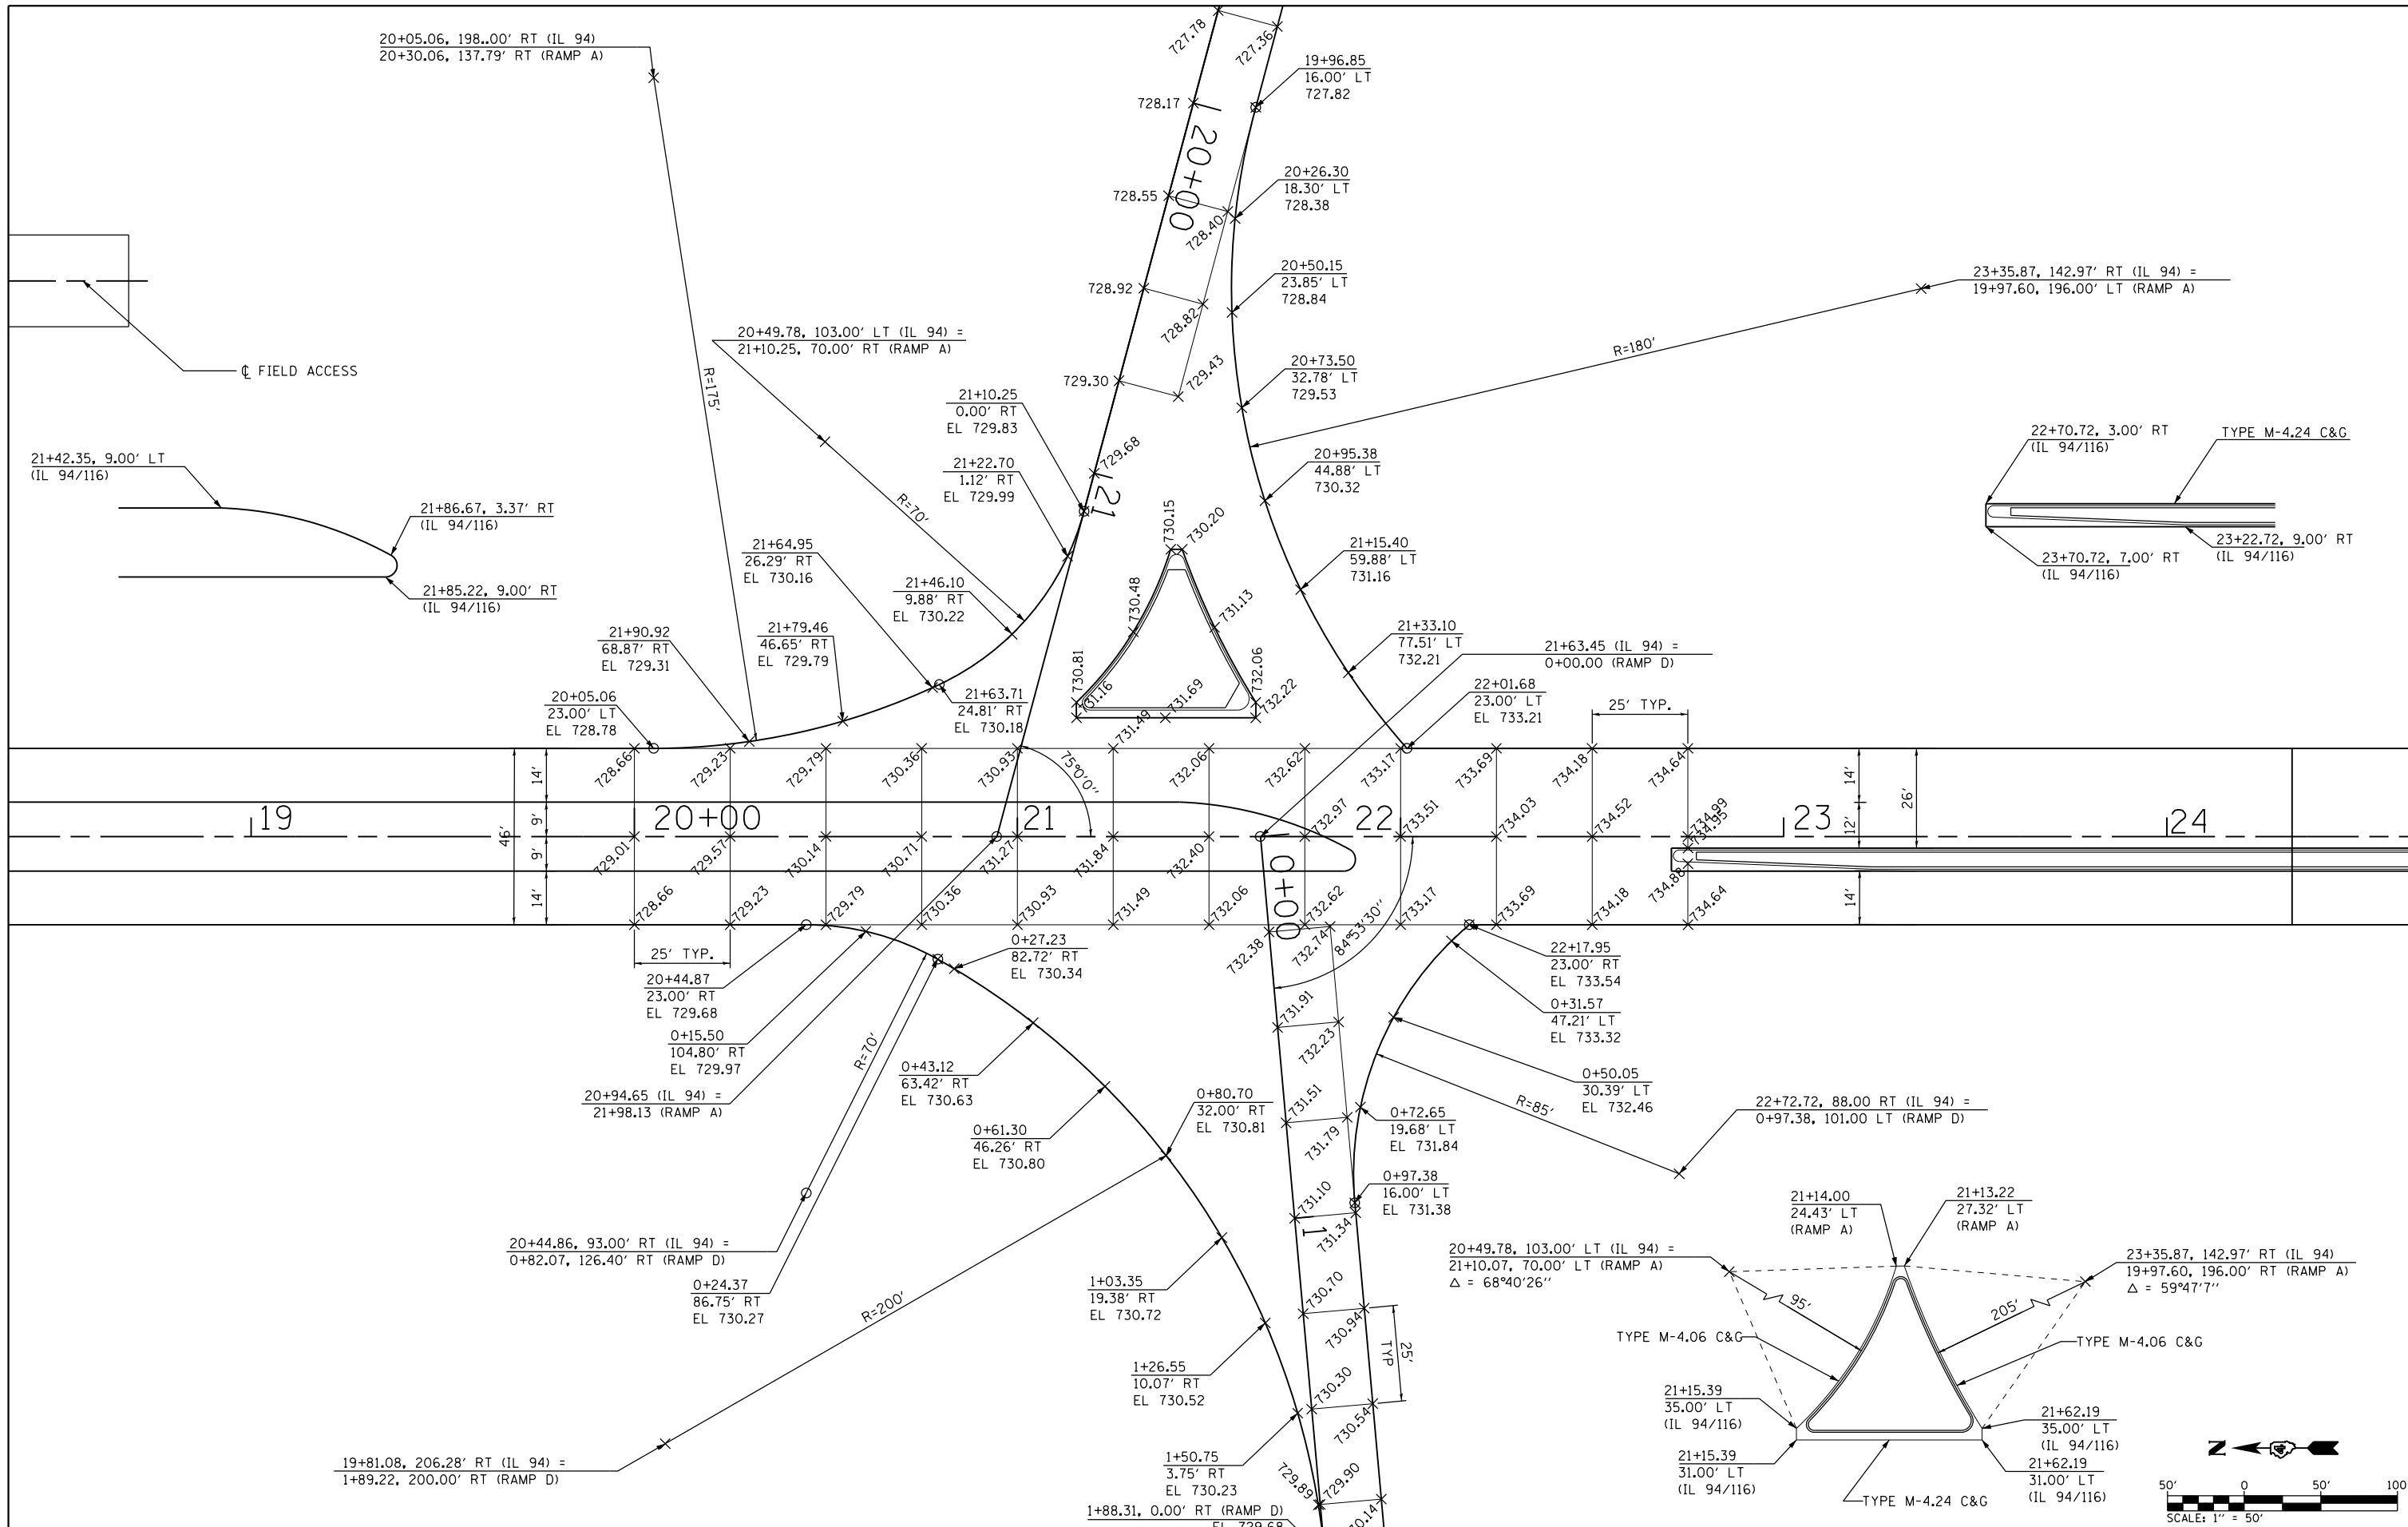 20+05.06, 198..00' RT (IL 94)
20+30.06, 137.79' RT (RAMP A)
727.78
727.36
19+96.85
16.00' LT
727.82
728.17
20+00
20+26.30
18.30' LT
728.38
728.55
728.40
20+50.15
23.85' LT
728.84
23+35.87, 142.97' RT (IL 94) =
19+97.60, 196.00' LT (RAMP A)
728.92
728.82
20+49.78, 103.00' LT (IL 94) =
21+10.25, 70.00' RT (RAMP A)
R=180'
℄ FIELD ACCESS
R=175'
729.30
729.43
20+73.50
32.78' LT
729.53
21+10.25
0.00' RT
EL 729.83
22+70.72, 3.00' RT
(IL 94/116)
TYPE M-4.24 C&G
21+42.35, 9.00' LT
(IL 94/116)
21+22.70
1.12' RT
EL 729.99
729.68
21
20+95.38
44.88' LT
730.32
R=70'
21+86.67, 3.37' RT
(IL 94/116)
730.15
730.20
23+22.72, 9.00' RT
(IL 94/116)
23+70.72, 7.00' RT
(IL 94/116)
21+64.95
26.29' RT
EL 730.16
21+15.40
59.88' LT
731.16
21+85.22, 9.00' RT
(IL 94/116)
21+46.10
9.88' RT
EL 730.22
730.48
731.13
21+90.92
68.87' RT
EL 729.31
21+79.46
46.65' RT
EL 729.79
21+33.10
77.51' LT
732.21
21+63.45 (IL 94) =
0+00.00 (RAMP D)
730.81
731.16
731.69
732.06
732.22
20+05.06
23.00' LT
EL 728.78
21+63.71
24.81' RT
EL 730.18
22+01.68
23.00' LT
EL 733.21
25' TYP.
728.66
729.23
729.79
730.36
730.93
75°0'0"
731.49
732.06
732.62
733.17
733.69
734.18
734.64
14'
14'
26'
19
20+00
21
22
23
24
46'
9'
9'
12'
732.97
733.51
734.03
734.52
734.99
734.95
729.01
729.57
730.14
730.71
731.27
731.84
732.40
734.88
0+00
14'
14'
728.66
729.23
729.79
730.36
730.93
731.49
732.06
732.62
733.17
733.69
734.18
734.64
25' TYP.
732.38
732.74
84°53'30"
20+44.87
23.00' RT
EL 729.68
0+27.23
82.72' RT
EL 730.34
22+17.95
23.00' RT
EL 733.54
0+15.50
104.80' RT
EL 729.97
R=70'
731.91
732.23
0+31.57
47.21' LT
EL 733.32
20+94.65 (IL 94) =
21+98.13 (RAMP A)
0+43.12
63.42' RT
EL 730.63
0+80.70
32.00' RT
EL 730.81
731.51
731.79
0+50.05
30.39' LT
EL 732.46
R=85'
22+72.72, 88.00 RT (IL 94) =
0+97.38, 101.00 LT (RAMP D)
0+61.30
46.26' RT
EL 730.80
0+72.65
19.68' LT
EL 731.84
0+97.38
16.00' LT
EL 731.38
731.10
731.34
1
20+44.86, 93.00' RT (IL 94) =
0+82.07, 126.40' RT (RAMP D)
0+24.37
86.75' RT
EL 730.27
R=200'
1+03.35
19.38' RT
EL 730.72
730.70
730.94
25'
TYP
21+14.00
24.43' LT
(RAMP A)
21+13.22
27.32' LT
(RAMP A)
20+49.78, 103.00' LT (IL 94) =
21+10.07, 70.00' LT (RAMP A)
Δ = 68°40'26"
23+35.87, 142.97' RT (IL 94)
19+97.60, 196.00' RT (RAMP A)
Δ = 59°47'7"
95'
205'
TYPE M-4.06 C&G
TYPE M-4.06 C&G
1+26.55
10.07' RT
EL 730.52
730.30
730.54
21+15.39
35.00' LT
(IL 94/116)
21+62.19
35.00' LT
(IL 94/116)
21+15.39
31.00' LT
(IL 94/116)
21+62.19
31.00' LT
(IL 94/116)
TYPE M-4.24 C&G
19+81.08, 206.28' RT (IL 94) =
1+89.22, 200.00' RT (RAMP D)
1+50.75
3.75' RT
EL 730.23
729.89
729.90
1+88.31, 0.00' RT (RAMP D)
EL 729.68
N
50' 0 50' 100
SCALE: 1" = 50'